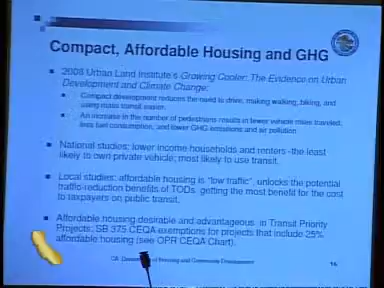 Compact, Affordable Housing and GHG
2008 Urban Land Institute's Growing Cooler: The Evidence on Urban
Development and Climate Change:
Compact development reduces the need to drive, making walking, biking, and
using mass transit easier.
An increase in the number of pedestrians results in fewer vehicle miles traveled,
less fuel consumption, and lower GHG emissions and air pollution
National studies: lower income households and renters -the least
likely to own private vehicle; most likely to use transit.
Local studies: affordable housing is "low traffic", unlocks the potential
traffic-reduction benefits of TODs getting the most benefit for the cost
to taxpayers on public transit.
Affordable housing desirable and advantageous in Transit Priority
Projects: SB 375 CEQA exemptions for projects that include 25%
affordable housing (see OPR CEQA Chart).
CA Department of Housing and Community Development